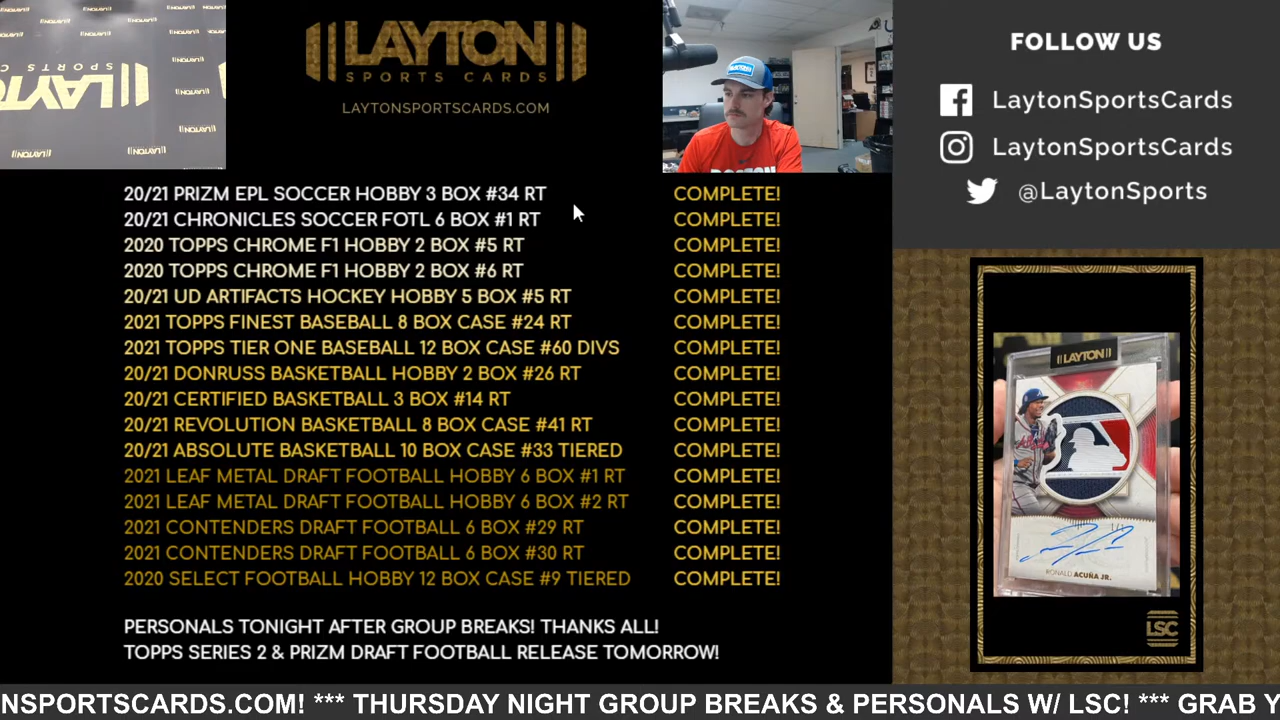 LAYTON
SPORTS CARDS
LAYTONSPORTSCARDS.COM
FOLLOW US
LaytonSportsCards
LaytonSportsCards
@LaytonSports
20/21 PRIZM EPL SOCCER HOBBY 3 BOX #34 RT COMPLETE!
20/21 CHRONICLES SOCCER FOTL 6 BOX #1 RT COMPLETE!
2020 TOPPS CHROME F1 HOBBY 2 BOX #5 RT COMPLETE!
2020 TOPPS CHROME F1 HOBBY 2 BOX #6 RT COMPLETE!
20/21 UD ARTIFACTS HOCKEY HOBBY 5 BOX #5 RT COMPLETE!
2021 TOPPS FINEST BASEBALL 8 BOX CASE #24 RT COMPLETE!
2021 TOPPS TIER ONE BASEBALL 12 BOX CASE #60 DIVS COMPLETE!
20/21 DONRUSS BASKETBALL HOBBY 2 BOX #26 RT COMPLETE!
20/21 CERTIFIED BASKETBALL 3 BOX #14 RT COMPLETE!
20/21 REVOLUTION BASKETBALL 8 BOX CASE #41 RT COMPLETE!
20/21 ABSOLUTE BASKETBALL 10 BOX CASE #33 TIERED COMPLETE!
2021 LEAF METAL DRAFT FOOTBALL HOBBY 6 BOX #1 RT COMPLETE!
2021 LEAF METAL DRAFT FOOTBALL HOBBY 6 BOX #2 RT COMPLETE!
2021 CONTENDERS DRAFT FOOTBALL 6 BOX #29 RT COMPLETE!
2021 CONTENDERS DRAFT FOOTBALL 6 BOX #30 RT COMPLETE!
2020 SELECT FOOTBALL HOBBY 12 BOX CASE #9 TIERED COMPLETE!
PERSONALS TONIGHT AFTER GROUP BREAKS! THANKS ALL!
TOPPS SERIES 2 & PRIZM DRAFT FOOTBALL RELEASE TOMORROW!
LAYTON
RONALD ACUÑA JR.
LSC
NSPORTSCARDS.COM! *** THURSDAY NIGHT GROUP BREAKS & PERSONALS W/ LSC! *** GRAB Y